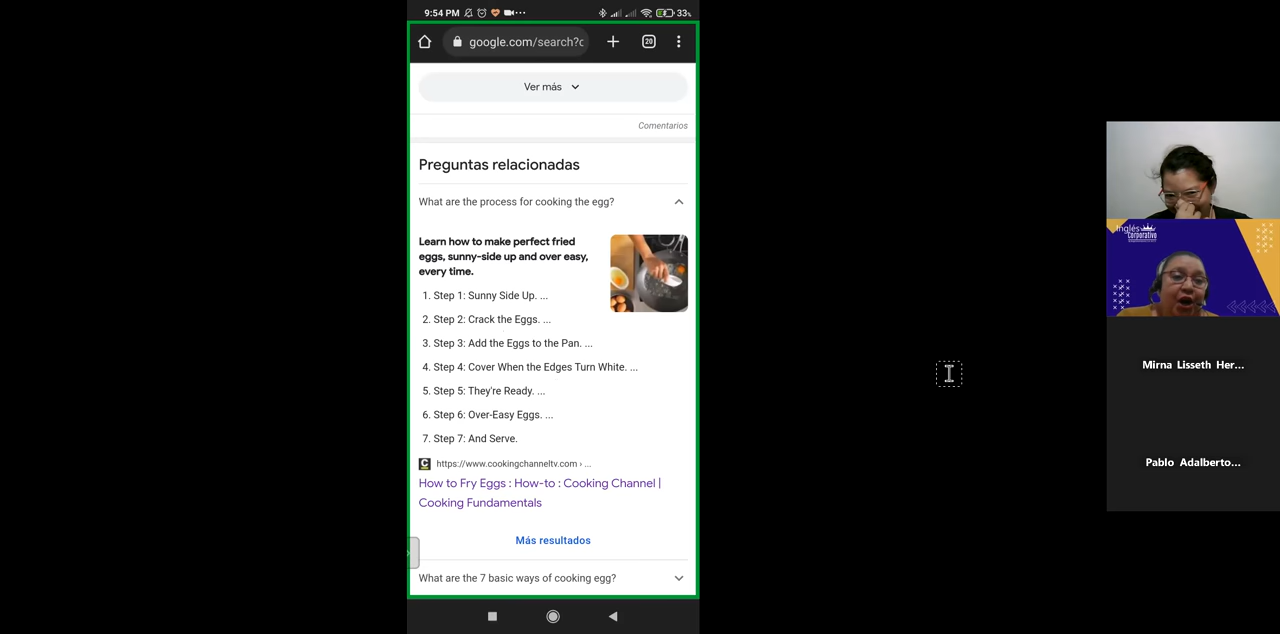 9:54 PM
33%
google.com/search?c
20
Ver más
Comentarios
Preguntas relacionadas
What are the process for cooking the egg?
Learn how to make perfect fried
eggs, sunny-side up and over easy,
every time.
1. Step 1: Sunny Side Up. ...
2. Step 2: Crack the Eggs. ...
3. Step 3: Add the Eggs to the Pan. ...
4. Step 4: Cover When the Edges Turn White. ...
5. Step 5: They're Ready. ...
6. Step 6: Over-Easy Eggs. ...
7. Step 7: And Serve.
https://www.cookingchanneltv.com › ...
How to Fry Eggs : How-to : Cooking Channel |
Cooking Fundamentals
Más resultados
What are the 7 basic ways of cooking egg?
Inglés
corporativo
Mirna Lisseth Her...
Pablo Adalberto...